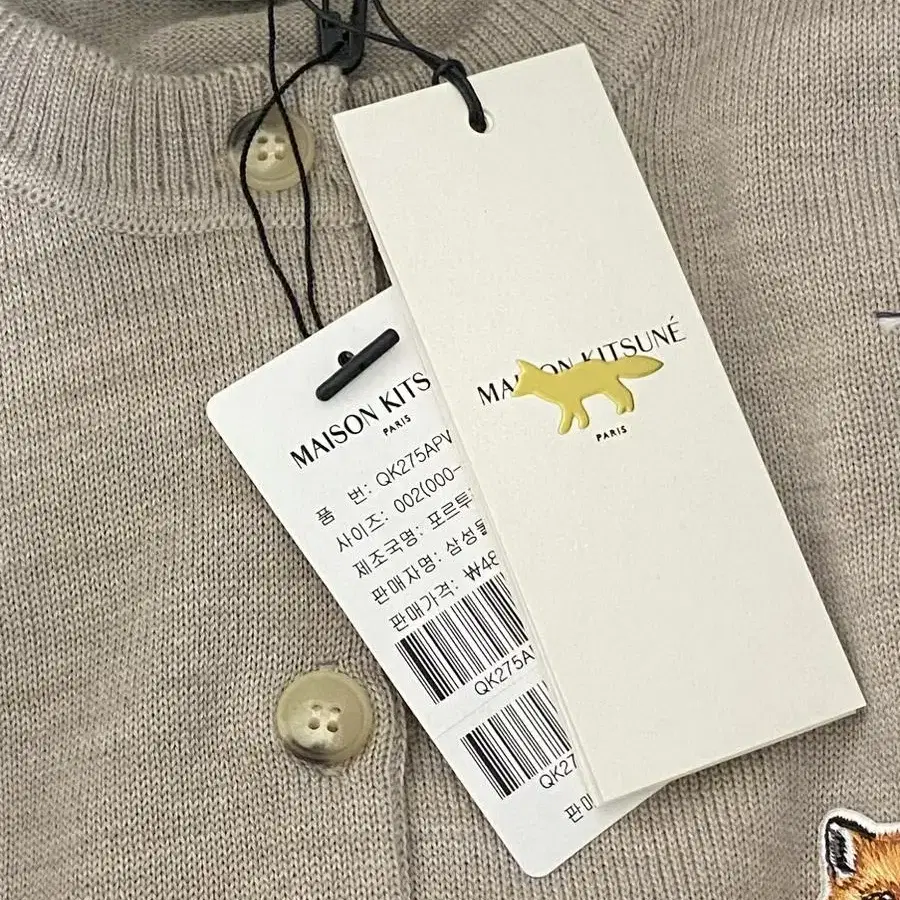 MAISON KITSUNÉ
PARIS
MAISON KITS
PARIS
품 번: QK275APV
사이즈: 002(000-
제조국명: 포르투
판매자명: 삼성물
판매가격: ₩48
QK275A
QK27
판매